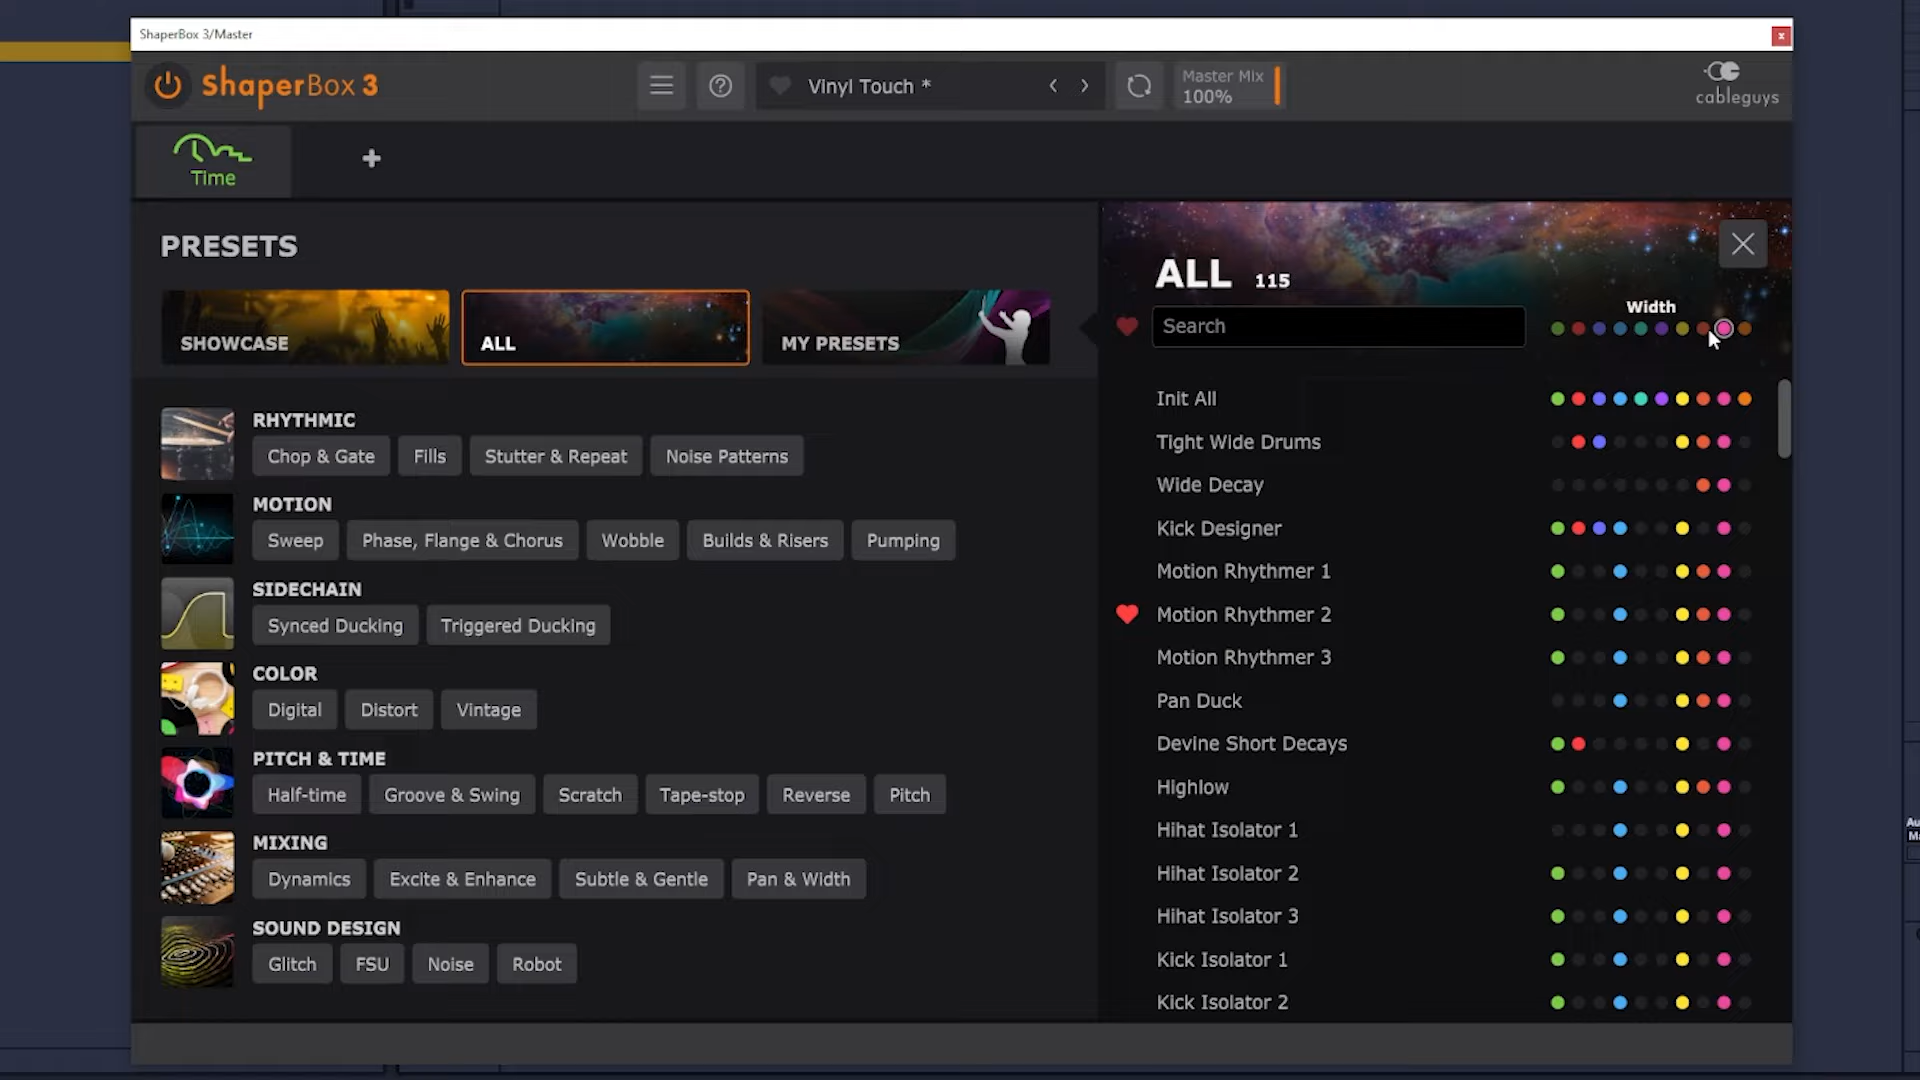 ShaperBox 3/Master
ShaperBox 3
Vinyl Touch *
Master Mix
100%
cableguys
Time
PRESETS
SHOWCASE
ALL
MY PRESETS
RHYTHMIC
Chop & Gate Fills Stutter & Repeat Noise Patterns
MOTION
Sweep Phase, Flange & Chorus Wobble Builds & Risers Pumping
SIDECHAIN
Synced Ducking Triggered Ducking
COLOR
Digital Distort Vintage
PITCH & TIME
Half-time Groove & Swing Scratch Tape-stop Reverse Pitch
MIXING
Dynamics Excite & Enhance Subtle & Gentle Pan & Width
SOUND DESIGN
Glitch FSU Noise Robot
ALL 115
Width
Search
Init All
Tight Wide Drums
Wide Decay
Kick Designer
Motion Rhythmer 1
Motion Rhythmer 2
Motion Rhythmer 3
Pan Duck
Devine Short Decays
Highlow
Hihat Isolator 1
Hihat Isolator 2
Hihat Isolator 3
Kick Isolator 1
Kick Isolator 2